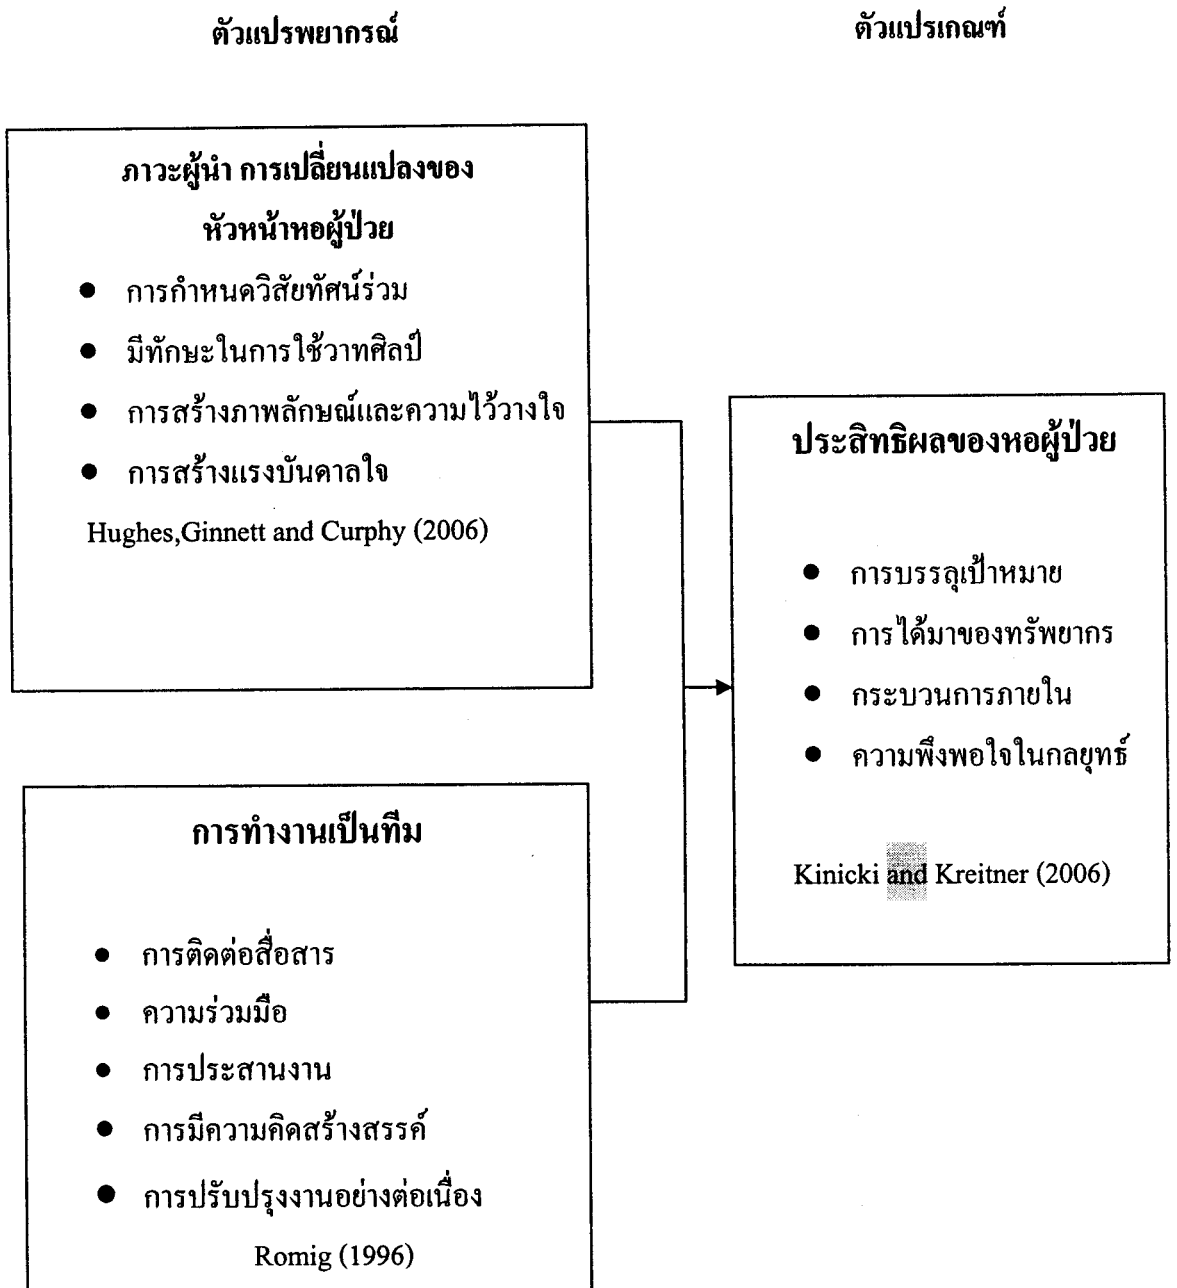 ตัวแปรพยากรณ์
ตัวแปรเกณฑ์
ภาวะผู้นำ การเปลี่ยนแปลงของ
หัวหน้าหอผู้ป่วย
● การกำหนดวิสัยทัศน์ร่วม
● มีทักษะในการใช้วาทศิลป์
● การสร้างภาพลักษณ์และความไว้วางใจ
● การสร้างแรงบันดาลใจ
Hughes,Ginnett and Curphy (2006)
การทำงานเป็นทีม
● การติดต่อสื่อสาร
● ความร่วมมือ
● การประสานงาน
● การมีความคิดสร้างสรรค์
● การปรับปรุงงานอย่างต่อเนื่อง
Romig (1996)
ประสิทธิผลของหอผู้ป่วย
● การบรรลุเป้าหมาย
● การได้มาของทรัพยากร
● กระบวนการภายใน
● ความพึงพอใจในกลยุทธ์
Kinicki and Kreitner (2006)